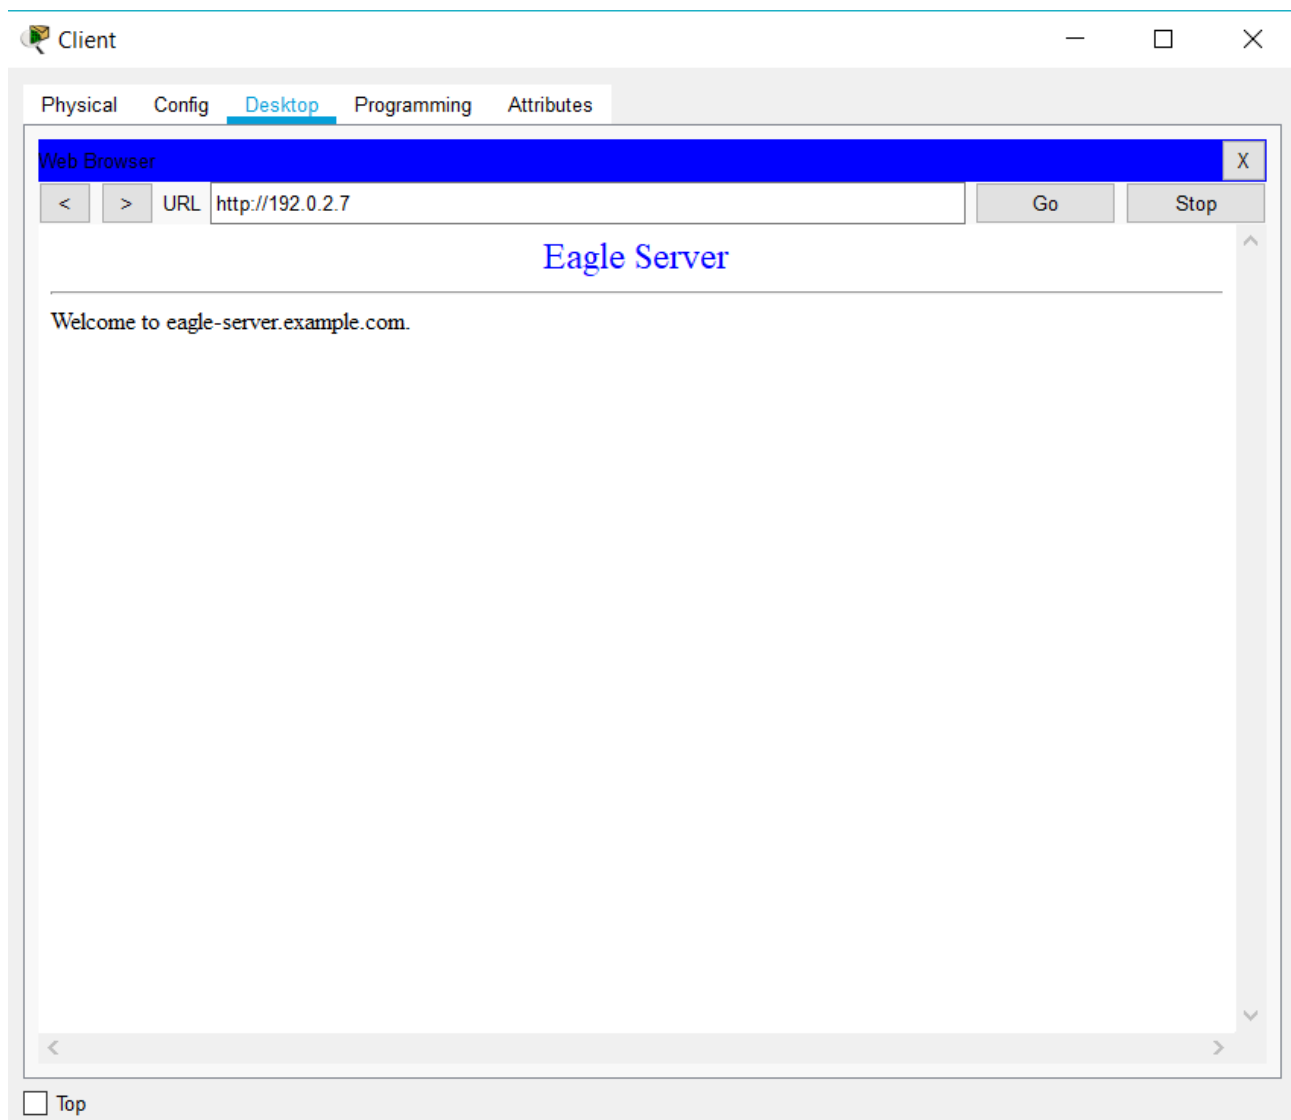 Client
Physical Config Desktop Programming Attributes
Web Browser X
< > URL http://192.0.2.7 Go Stop
Eagle Server
Welcome to eagle-server.example.com.
Top